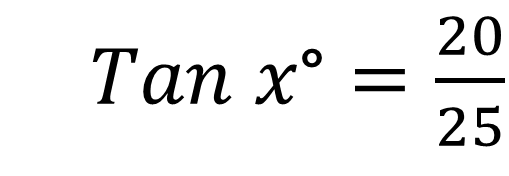 Tan x° = 20/25